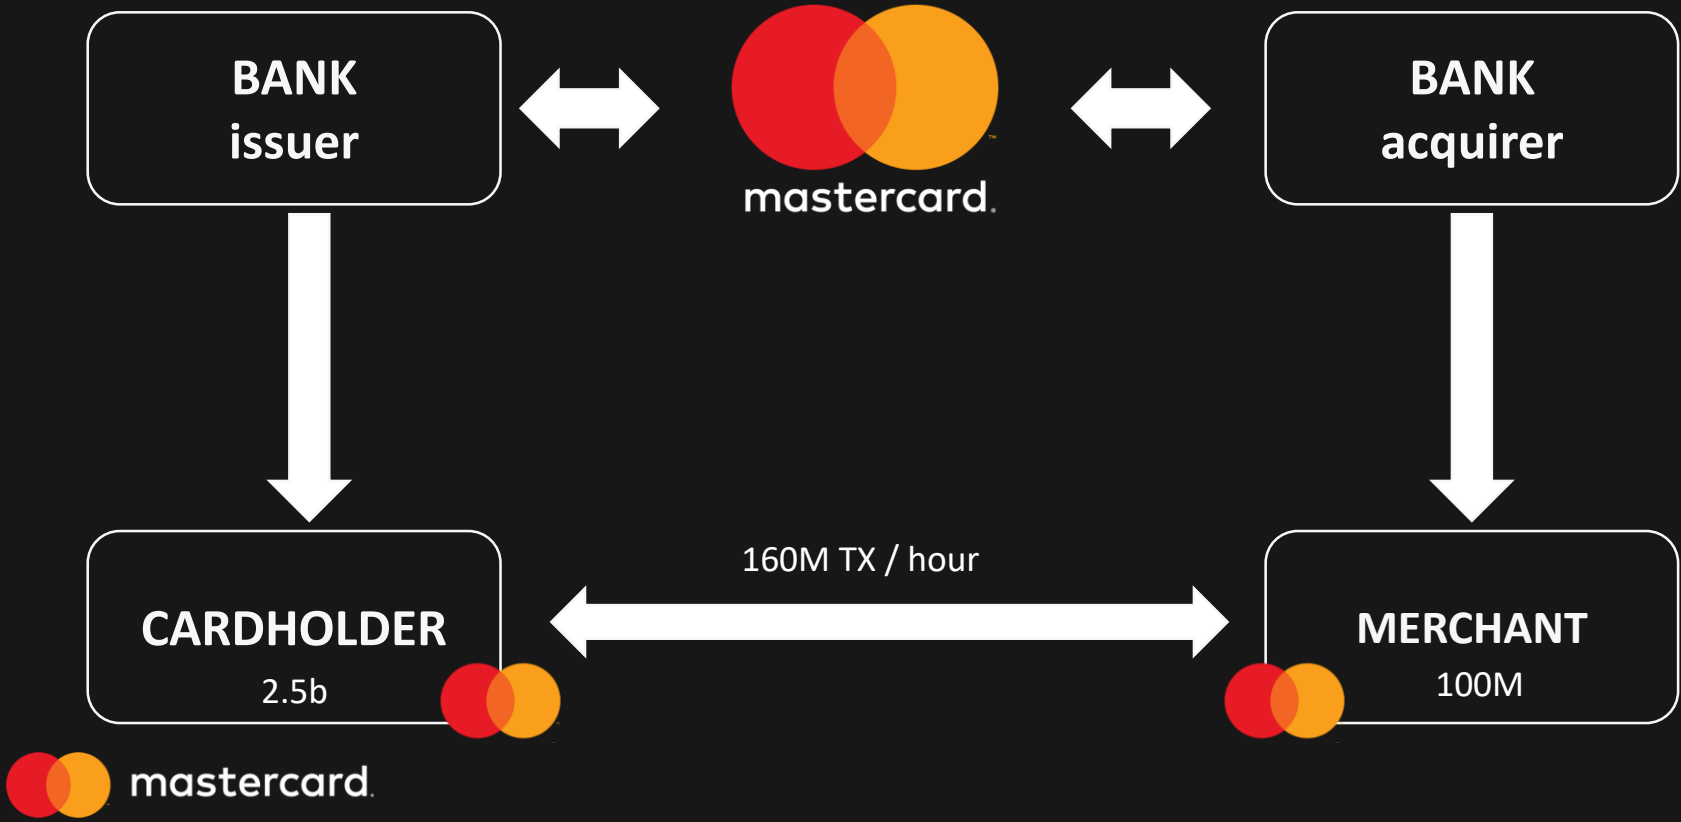 BANK
issuer
mastercard.
BANK
acquirer
160M TX / hour
CARDHOLDER
2.5b
MERCHANT
100M
mastercard.